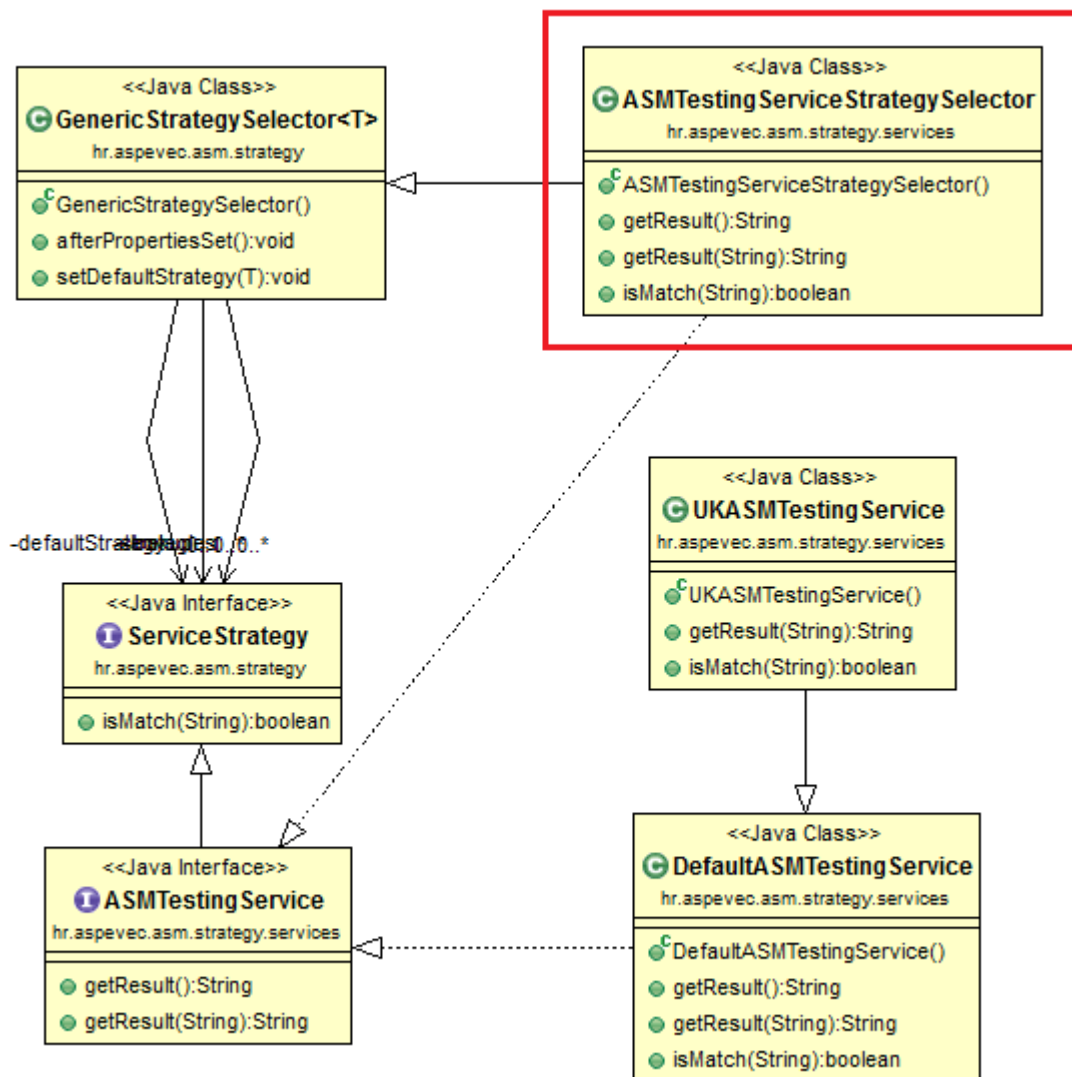 <<Java Class>>
GenericStrategySelector<T>
hr.aspevec.asm.strategy
GenericStrategySelector()
afterPropertiesSet():void
setDefaultStrategy(T):void
<<Java Class>>
ASMTestingServiceStrategySelector
hr.aspevec.asm.strategy.services
ASMTestingServiceStrategySelector()
getResult():String
getResult(String):String
isMatch(String):boolean
<<Java Class>>
UKASMTestingService
hr.aspevec.asm.strategy.services
UKASMTestingService()
getResult(String):String
isMatch(String):boolean
-defaultStrategy
0..*
<<Java Interface>>
ServiceStrategy
hr.aspevec.asm.strategy
isMatch(String):boolean
<<Java Interface>>
ASMTestingService
hr.aspevec.asm.strategy.services
getResult():String
getResult(String):String
<<Java Class>>
DefaultASMTestingService
hr.aspevec.asm.strategy.services
DefaultASMTestingService()
getResult():String
getResult(String):String
isMatch(String):boolean